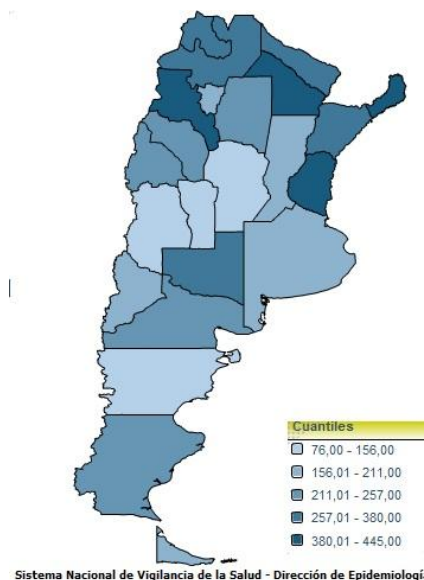 Cuantiles
76,00 - 156,00
156,01 - 211,00
211,01 - 257,00
257,01 - 380,00
380,01 - 445,00
Sistema Nacional de Vigilancia de la Salud - Dirección de Epidemiologí